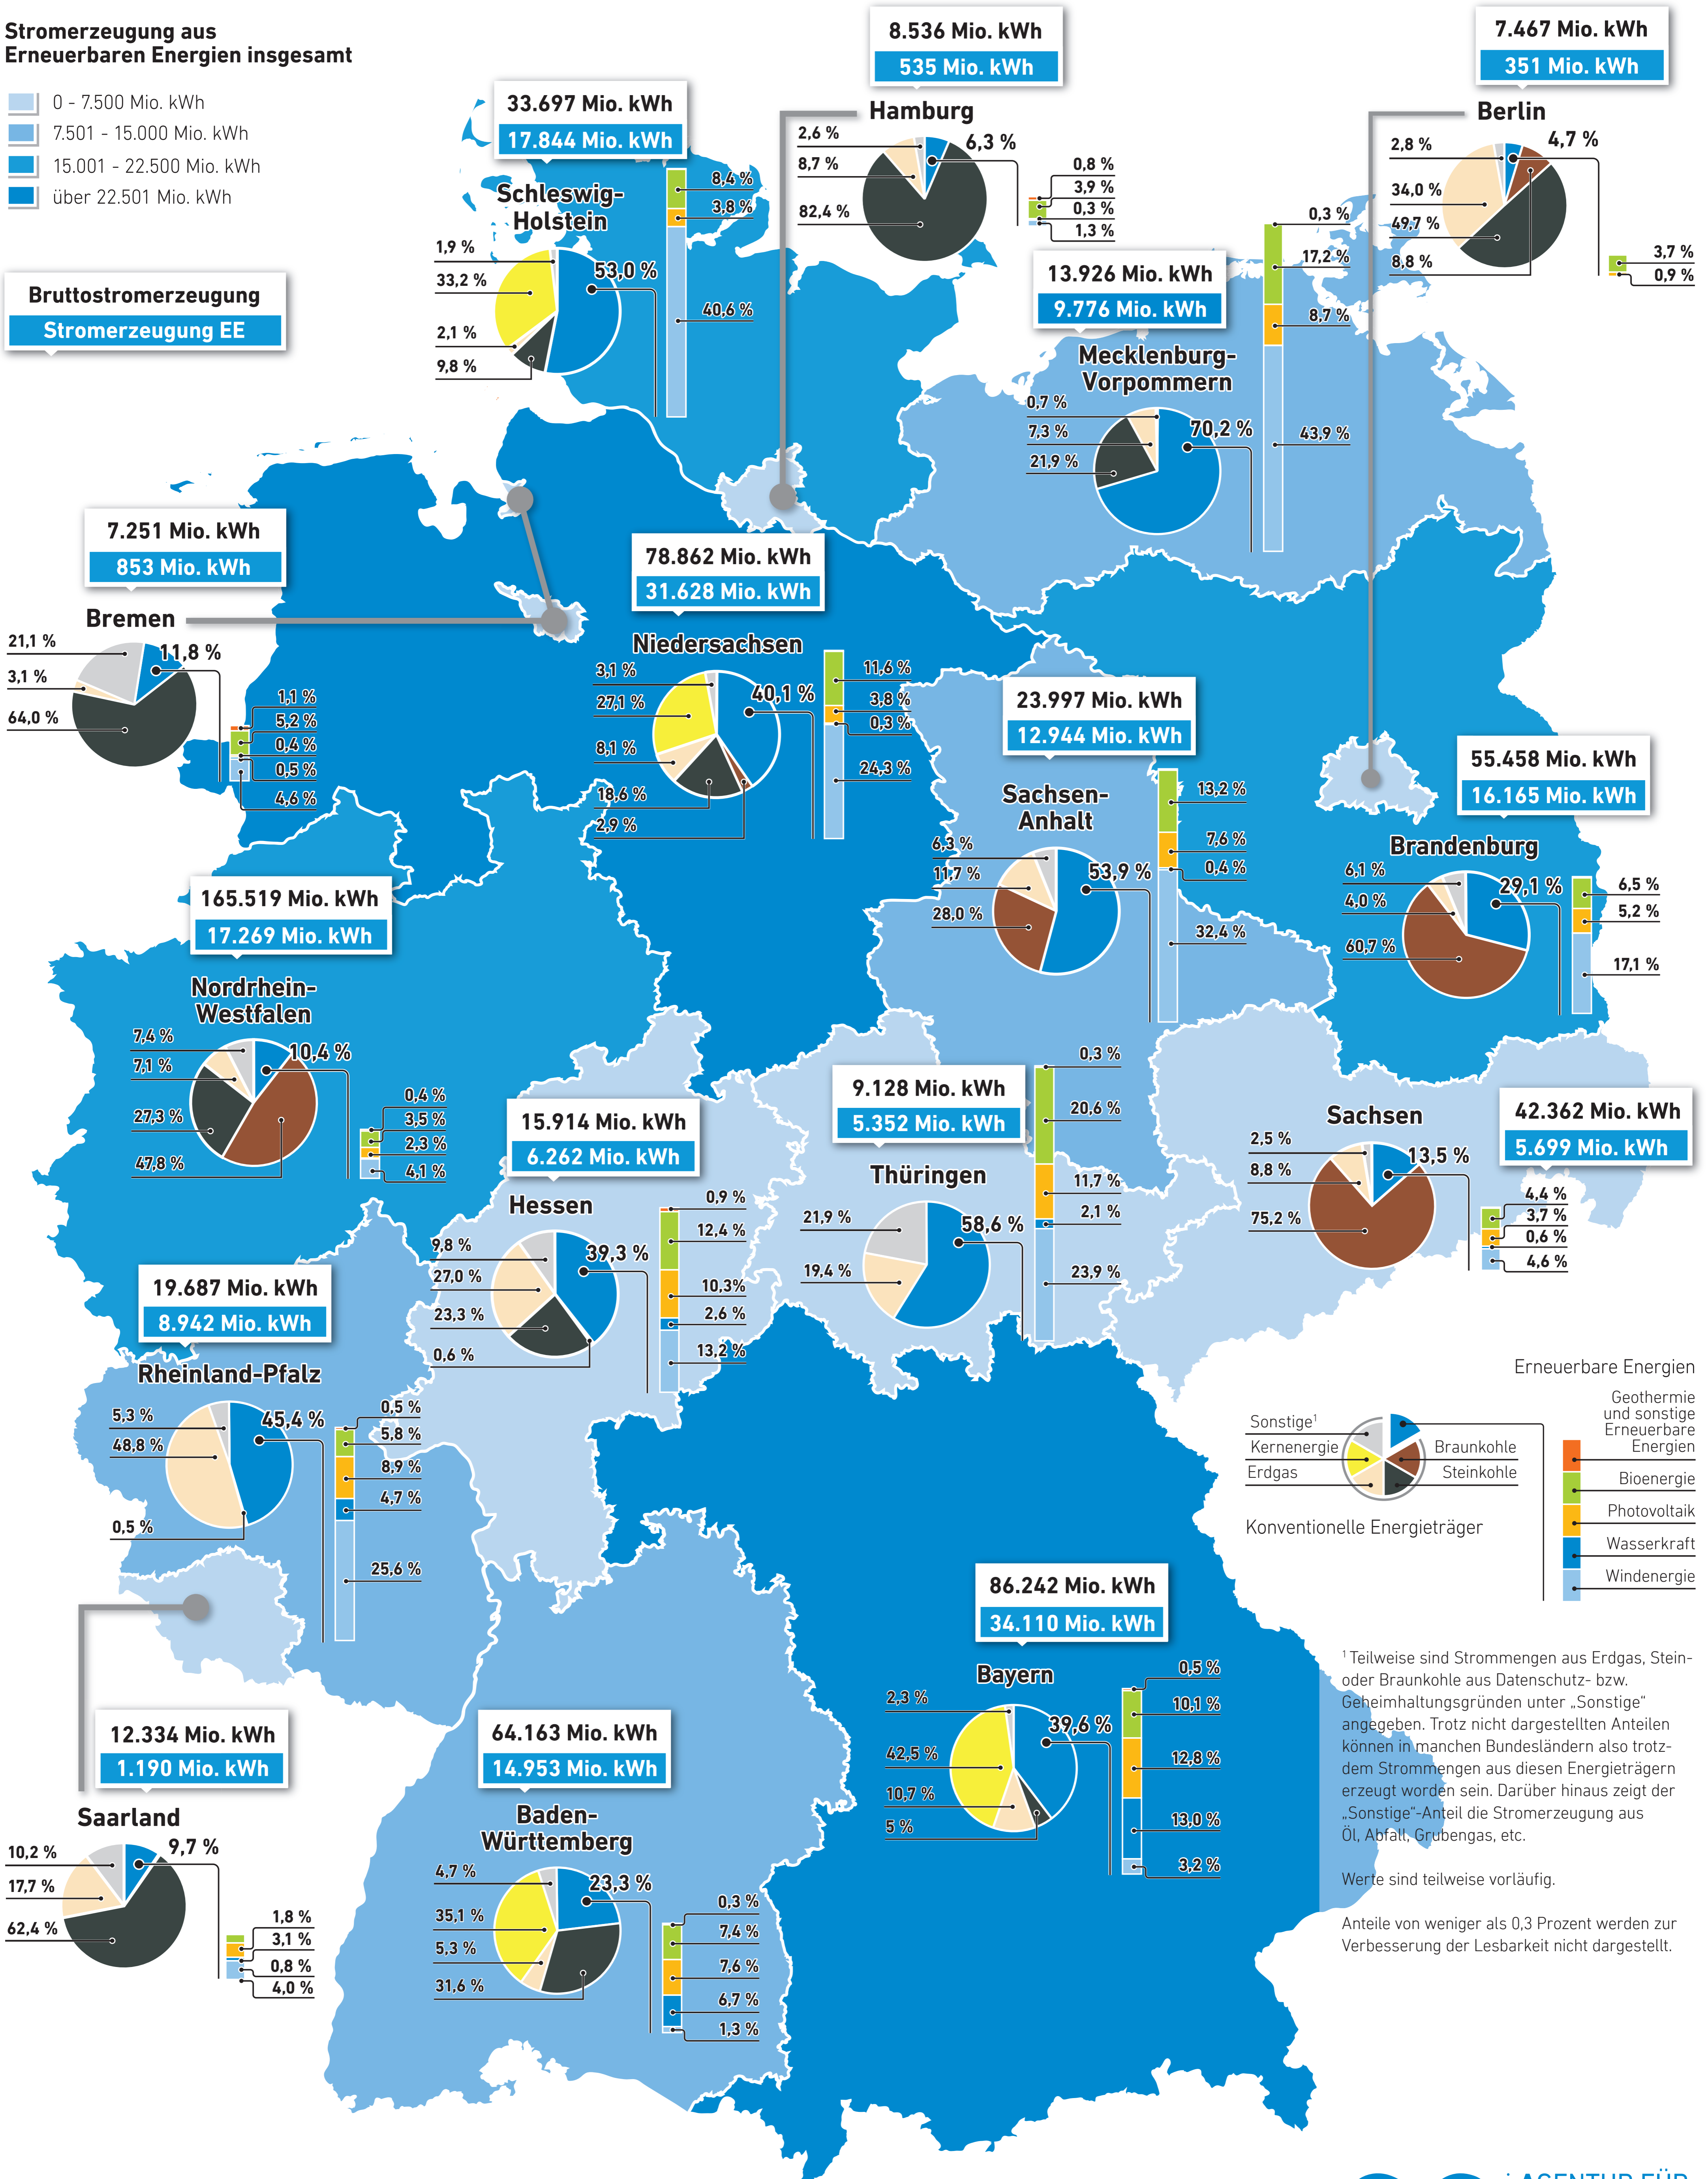 Stromerzeugung aus
Erneuerbaren Energien insgesamt
0 - 7.500 Mio. kWh
7.501 - 15.000 Mio. kWh
15.001 - 22.500 Mio. kWh
über 22.501 Mio. kWh
Bruttostromerzeugung
Stromerzeugung EE
33.697 Mio. kWh
17.844 Mio. kWh
Schleswig-
Holstein
1,9 %
33,2 %
2,1 %
9,8 %
53,0 %
8,4 %
3,8 %
40,6 %
8.536 Mio. kWh
535 Mio. kWh
Hamburg
2,6 %
8,7 %
82,4 %
6,3 %
0,8 %
3,9 %
0,3 %
1,3 %
7.467 Mio. kWh
351 Mio. kWh
Berlin
2,8 %
34,0 %
49,7 %
8,8 %
4,7 %
3,7 %
0,9 %
13.926 Mio. kWh
9.776 Mio. kWh
Mecklenburg-
Vorpommern
0,7 %
7,3 %
21,9 %
70,2 %
0,3 %
17,2 %
8,7 %
43,9 %
7.251 Mio. kWh
853 Mio. kWh
Bremen
21,1 %
3,1 %
64,0 %
11,8 %
1,1 %
5,2 %
0,4 %
0,5 %
4,6 %
78.862 Mio. kWh
31.628 Mio. kWh
Niedersachsen
3,1 %
27,1 %
8,1 %
18,6 %
2,9 %
40,1 %
11,6 %
3,8 %
0,3 %
24,3 %
23.997 Mio. kWh
12.944 Mio. kWh
Sachsen-
Anhalt
6,3 %
11,7 %
28,0 %
53,9 %
13,2 %
7,6 %
0,4 %
32,4 %
55.458 Mio. kWh
16.165 Mio. kWh
Brandenburg
6,1 %
4,0 %
60,7 %
29,1 %
6,5 %
5,2 %
17,1 %
165.519 Mio. kWh
17.269 Mio. kWh
Nordrhein-
Westfalen
7,4 %
7,1 %
27,3 %
47,8 %
10,4 %
0,4 %
3,5 %
2,3 %
4,1 %
15.914 Mio. kWh
6.262 Mio. kWh
Hessen
9,8 %
27,0 %
23,3 %
0,6 %
39,3 %
0,9 %
12,4 %
10,3%
2,6 %
13,2 %
9.128 Mio. kWh
5.352 Mio. kWh
Thüringen
21,9 %
19,4 %
58,6 %
0,3 %
20,6 %
11,7 %
2,1 %
23,9 %
42.362 Mio. kWh
5.699 Mio. kWh
Sachsen
2,5 %
8,8 %
75,2 %
13,5 %
4,4 %
3,7 %
0,6 %
4,6 %
19.687 Mio. kWh
8.942 Mio. kWh
Rheinland-Pfalz
5,3 %
48,8 %
0,5 %
45,4 %
0,5 %
5,8 %
8,9 %
4,7 %
25,6 %
Erneuerbare Energien
Geothermie
und sonstige
Erneuerbare
Energien
Bioenergie
Photovoltaik
Wasserkraft
Windenergie
Sonstige¹
Kernenergie
Erdgas
Braunkohle
Steinkohle
Konventionelle Energieträger
12.334 Mio. kWh
1.190 Mio. kWh
Saarland
10,2 %
17,7 %
62,4 %
9,7 %
1,8 %
3,1 %
0,8 %
4,0 %
64.163 Mio. kWh
14.953 Mio. kWh
Baden-
Württemberg
4,7 %
35,1 %
5,3 %
31,6 %
23,3 %
0,3 %
7,4 %
7,6 %
6,7 %
1,3 %
86.242 Mio. kWh
34.110 Mio. kWh
Bayern
2,3 %
42,5 %
10,7 %
5 %
39,6 %
0,5 %
10,1 %
12,8 %
13,0 %
3,2 %
¹ Teilweise sind Strommengen aus Erdgas, Stein-
oder Braunkohle aus Datenschutz- bzw.
Geheimhaltungsgründen unter „Sonstige“
angegeben. Trotz nicht dargestellten Anteilen
können in manchen Bundesländern also trotz-
dem Strommengen aus diesen Energieträgern
erzeugt worden sein. Darüber hinaus zeigt der
„Sonstige“-Anteil die Stromerzeugung aus
Öl, Abfall, Grubengas, etc.
Werte sind teilweise vorläufig.
Anteile von weniger als 0,3 Prozent werden zur
Verbesserung der Lesbarkeit nicht dargestellt.
AGENTUR FÜR